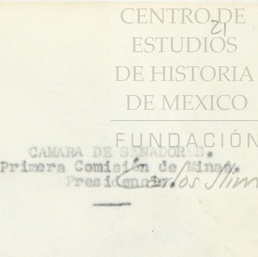 CENTRO DE
21
ESTUDIOS
DE HISTORIA
DE MEXICO
FUNDACIÓN
CAMARA DE SENADORES.
Primera Comisión de Minas.
Presidencia.
Carlos Slim